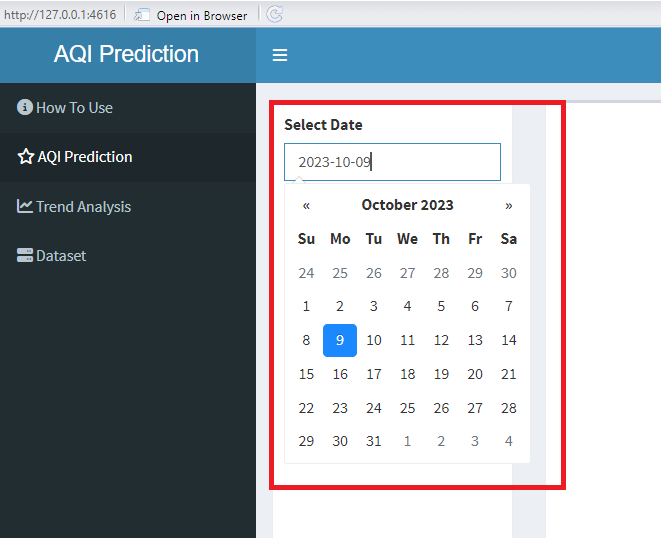 http://127.0.0.1:4616 Open in Browser
AQI Prediction
How To Use
AQI Prediction
Trend Analysis
Dataset
Select Date
2023-10-09
« October 2023 »
Su Mo Tu We Th Fr Sa
24 25 26 27 28 29 30
1 2 3 4 5 6 7
8 9 10 11 12 13 14
15 16 17 18 19 20 21
22 23 24 25 26 27 28
29 30 31 1 2 3 4